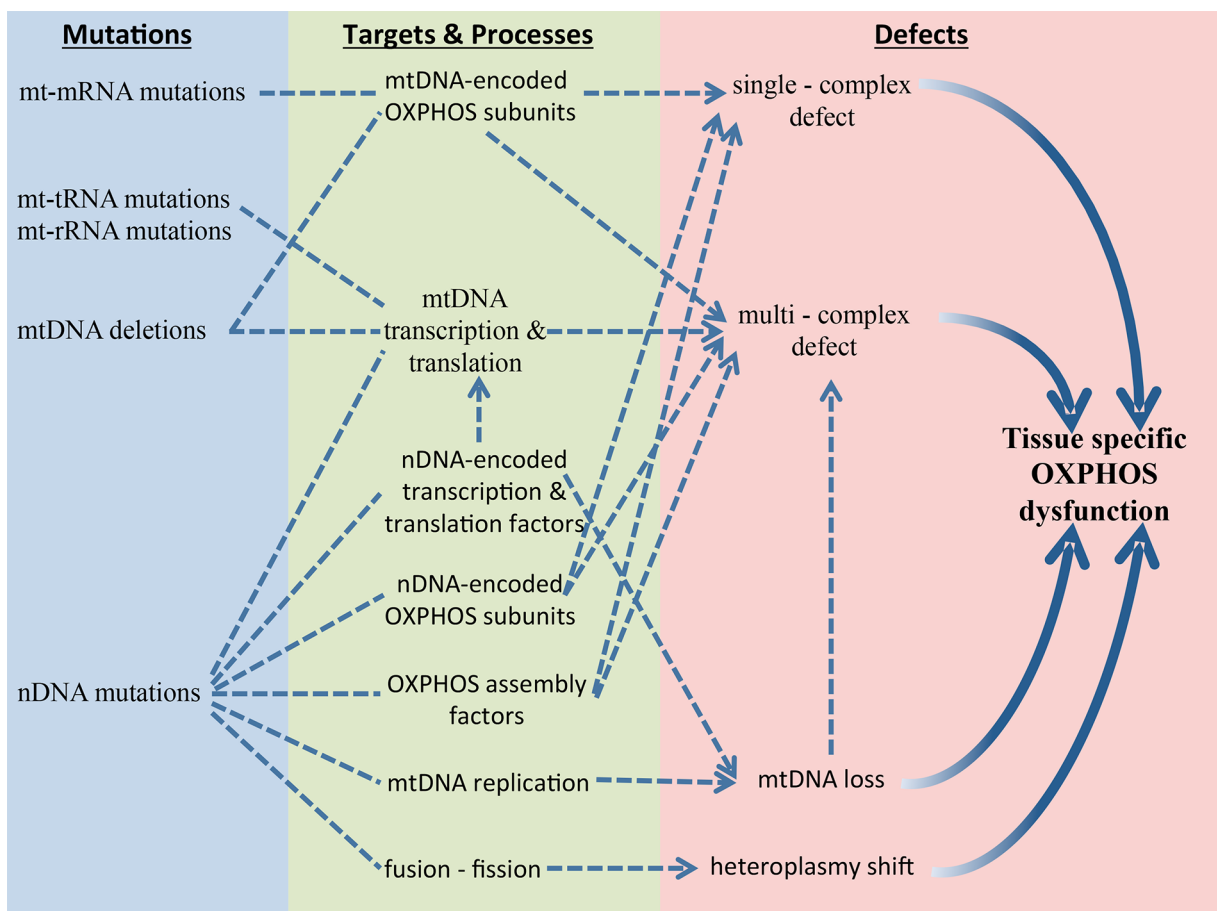 Mutations
mt-mRNA mutations
mt-tRNA mutations
mt-rRNA mutations
mtDNA deletions
nDNA mutations
Targets & Processes
mtDNA-encoded
OXPHOS subunits
mtDNA
transcription &
translation
nDNA-encoded
transcription &
translation factors
nDNA-encoded
OXPHOS subunits
OXPHOS assembly
factors
mtDNA replication
fusion - fission
Defects
single - complex
defect
multi - complex
defect
mtDNA loss
heteroplasmy shift
Tissue specific
OXPHOS
dysfunction